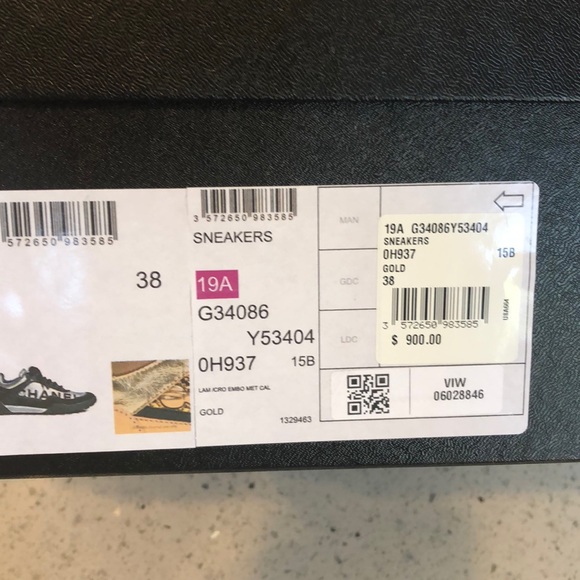 572650 983585
38
CHANEL
3 572650 983585
SNEAKERS
19A
G34086
Y53404
0H937 15B
LAM /CRD EMBO MET CAL
GOLD
1329463
MAN
GDC
LDC
VIW
06028846
19A G34086Y53404
SNEAKERS
0H937 15B
GOLD
38
3 572650 983585
$ 900.00